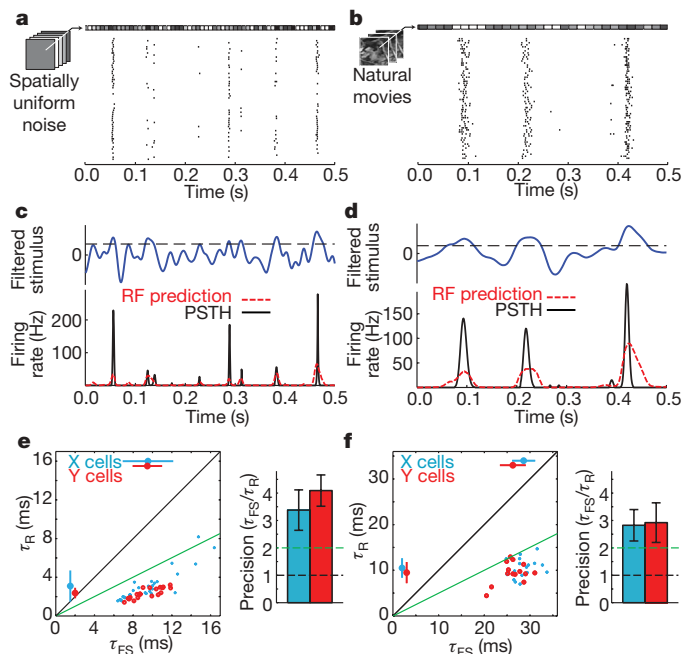 a
b
Spatially
uniform
noise
Natural
movies
0.0 0.1 0.2 0.3 0.4 0.5
Time (s)
0.0 0.1 0.2 0.3 0.4 0.5
Time (s)
c
d
Filtered
stimulus
0
Filtered
stimulus
0
RF prediction
PSTH
Firing
rate (Hz)
200
100
0.0 0.1 0.2 0.3 0.4 0.5
Time (s)
RF prediction
PSTH
Firing
rate (Hz)
150
100
50
0.0 0.1 0.2 0.3 0.4 0.5
Time (s)
e
f
X cells
Y cells
τR (ms)
16
12
8
4
0
0 4 8 12 16
τFS (ms)
Precision (τFS/τR)
4
3
2
1
0
X cells
Y cells
τR (ms)
30
20
10
0
0 10 20 30
τFS (ms)
Precision (τFS/τR)
4
3
2
1
0